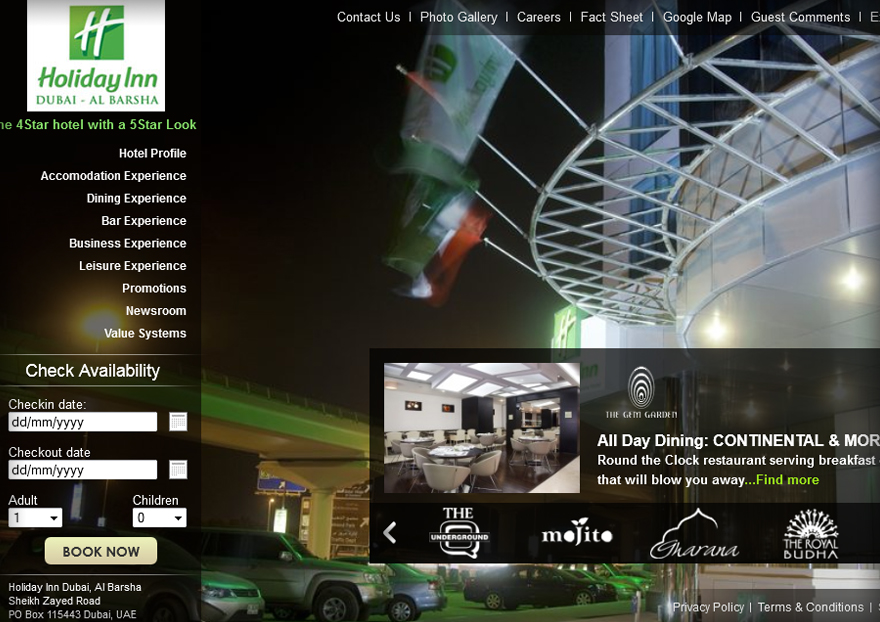 Contact Us | Photo Gallery | Careers | Fact Sheet | Google Map | Guest Comments |
H
Holiday Inn
DUBAI - AL BARSHA
4Star hotel with a 5Star Look
Hotel Profile
Accomodation Experience
Dining Experience
Bar Experience
Business Experience
Leisure Experience
Promotions
Newsroom
Value Systems
Check Availability
Checkin date:
dd/mm/yyyy
Checkout date
dd/mm/yyyy
Adult Children
1 0
BOOK NOW
Holiday Inn Dubai, Al Barsha
Sheikh Zayed Road
PO Box 115443 Dubai, UAE
THE GEM GARDEN
All Day Dining: CONTINENTAL &
Round the Clock restaurant serving breakfast
that will blow you away...Find more
THE
Q
UNDERGROUND
mojito
Gharana
THE ROYAL
BUDHA
Privacy Policy | Terms & Conditions |